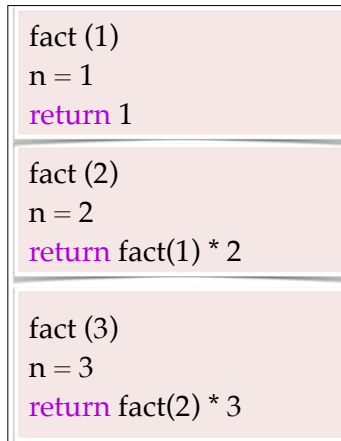 fact (1)
n = 1
return 1
fact (2)
n = 2
return fact(1) * 2
fact (3)
n = 3
return fact(2) * 3